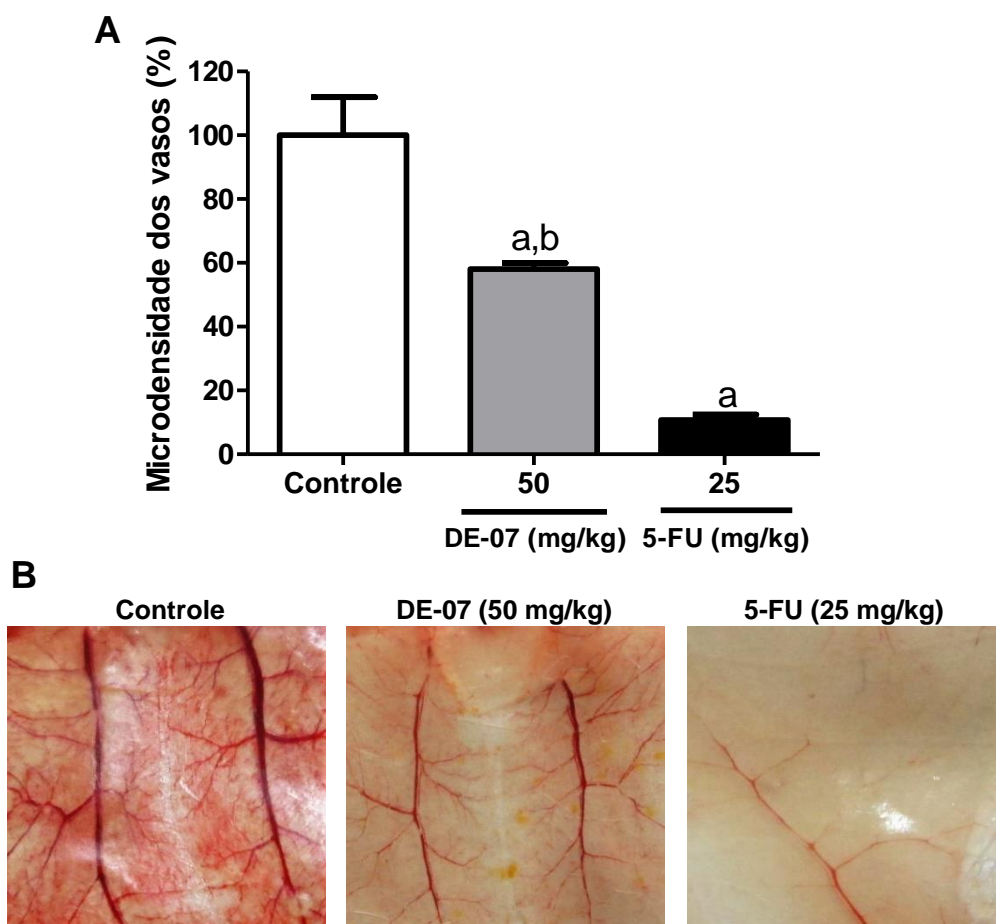 A
Microdensidade dos vasos (%)
120
100
80
60
40
20
0
a,b
a
Controle
50
25
DE-07 (mg/kg)
5-FU (mg/kg)
B
Controle
DE-07 (50 mg/kg)
5-FU (25 mg/kg)